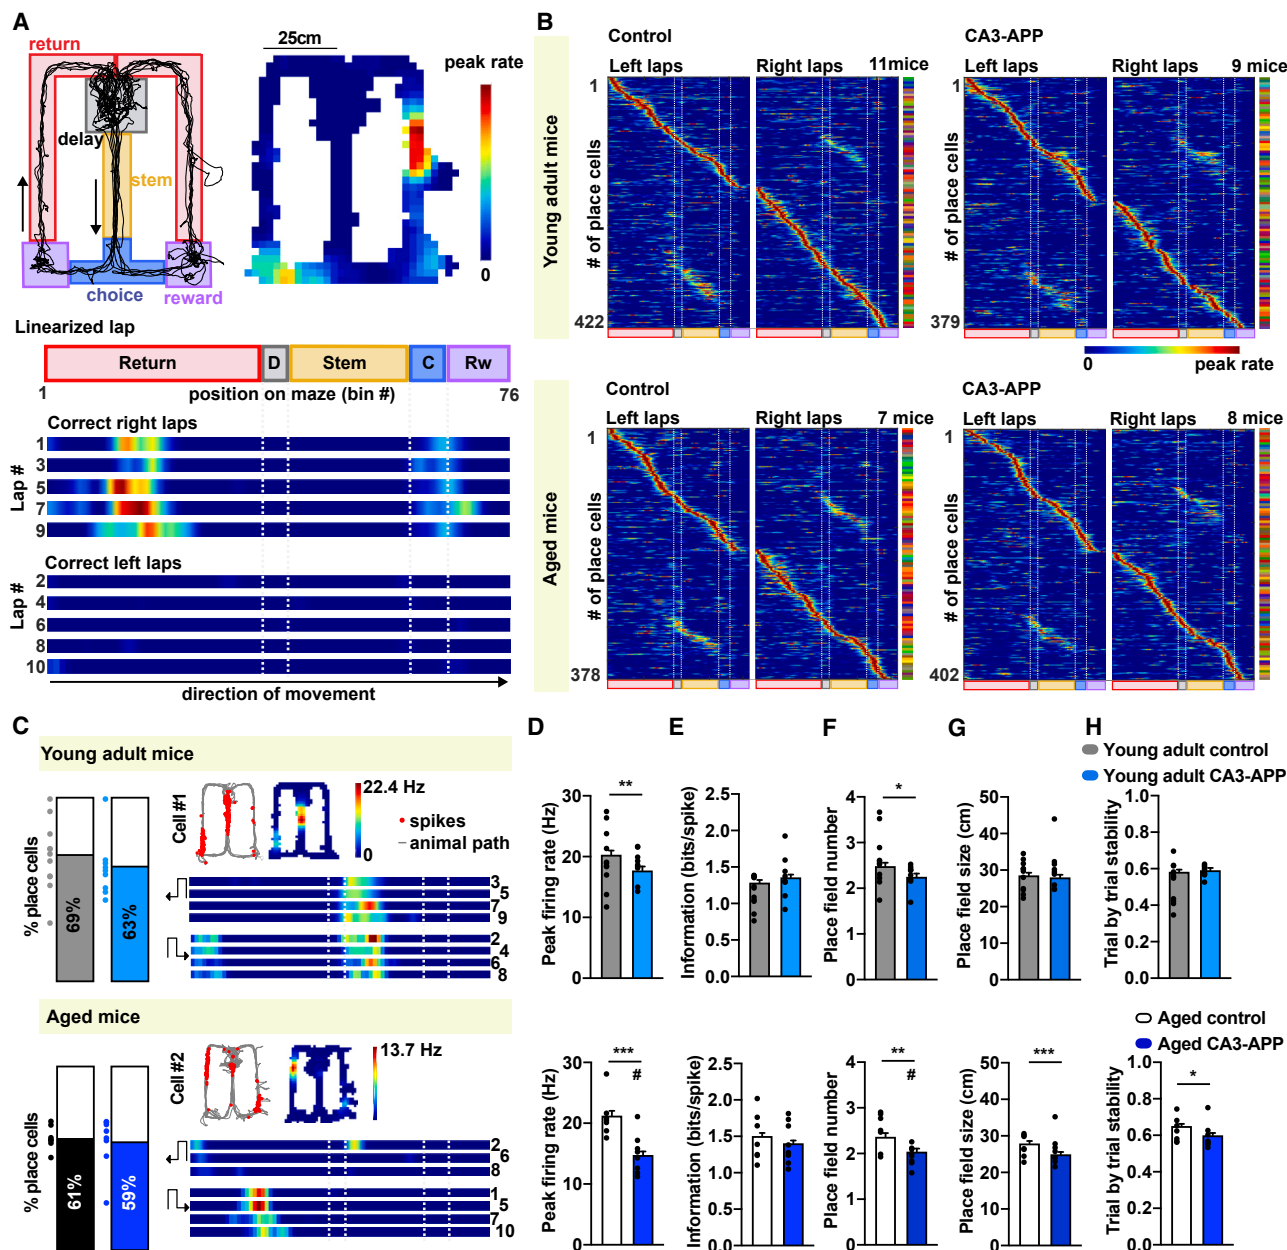 A
return
delay
stem
choice
reward
25cm
peak rate
0
Linearized lap
Return
D
Stem
C
Rw
1
position on maze (bin #)
76
Correct right laps
Lap #
1
3
5
7
9
Correct left laps
Lap #
2
4
6
8
10
direction of movement
B
Young adult mice
Control
Left laps
Right laps
11mice
# of place cells
1
422
CA3-APP
Left laps
Right laps
9 mice
# of place cells
1
379
0
peak rate
Aged mice
Control
Left laps
Right laps
7 mice
# of place cells
1
378
CA3-APP
Left laps
Right laps
8 mice
# of place cells
1
402
C
Young adult mice
% place cells
69%
63%
Cell #1
22.4 Hz
0
spikes
animal path
3
5
7
9
2
4
6
8
Aged mice
% place cells
61%
59%
Cell #2
13.7 Hz
2
6
8
1
5
7
10
D
Peak firing rate (Hz)
30
20
10
0
**
Peak firing rate (Hz)
30
20
10
0
***
#
E
Information (bits/spike)
2.5
2.0
1.5
1.0
0.5
0.0
Information (bits/spike)
2.5
2.0
1.5
1.0
0.5
0.0
F
Place field number
4
3
2
1
0
*
Place field number
4
3
2
1
0
**
#
G
Place field size (cm)
50
40
30
20
10
0
Place field size (cm)
50
40
30
20
10
0
***
H
Young adult control
Young adult CA3-APP
Trial by trial stability
1.0
0.8
0.6
0.4
0.2
0.0
Aged control
Aged CA3-APP
Trial by trial stability
1.0
0.8
0.6
0.4
0.2
0.0
*